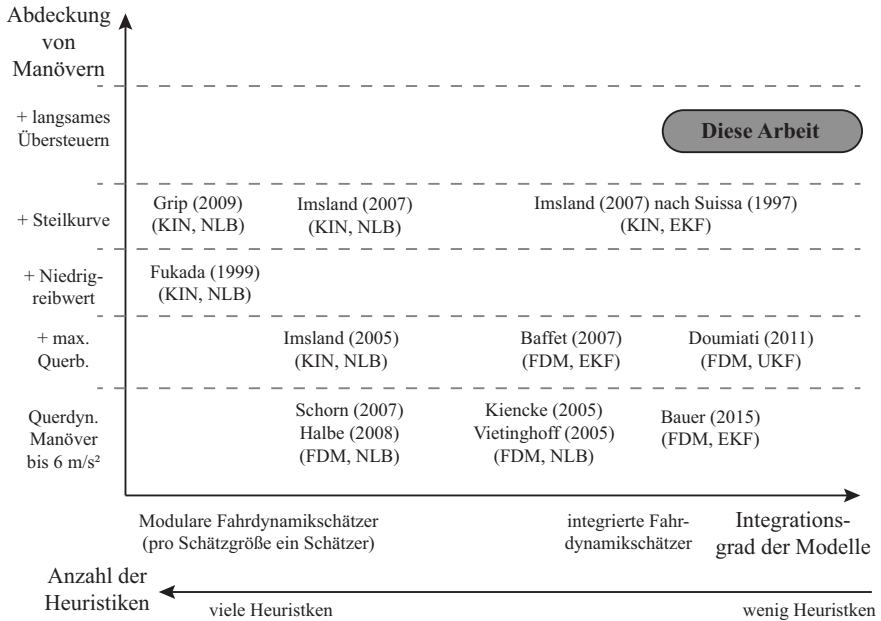 Abdeckung
von
Manövern
+ langsames
Übersteuern
Diese Arbeit
+ Steilkurve
Grip (2009)
(KIN, NLB)
Imsland (2007)
(KIN, NLB)
Imsland (2007) nach Suissa (1997)
(KIN, EKF)
+ Niedrig-
reibwert
Fukada (1999)
(KIN, NLB)
+ max.
Querb.
Imsland (2005)
(KIN, NLB)
Baffet (2007)
(FDM, EKF)
Doumiati (2011)
(FDM, UKF)
Querdyn.
Manöver
bis 6 m/s²
Schorn (2007)
Halbe (2008)
(FDM, NLB)
Kiencke (2005)
Vietinghoff (2005)
(FDM, NLB)
Bauer (2015)
(FDM, EKF)
Modulare Fahrdynamikschätzer
(pro Schätzgröße ein Schätzer)
integrierte Fahr-
dynamikschätzer
Integrations-
grad der Modelle
Anzahl der
Heuristiken
viele Heuristken
wenig Heuristken